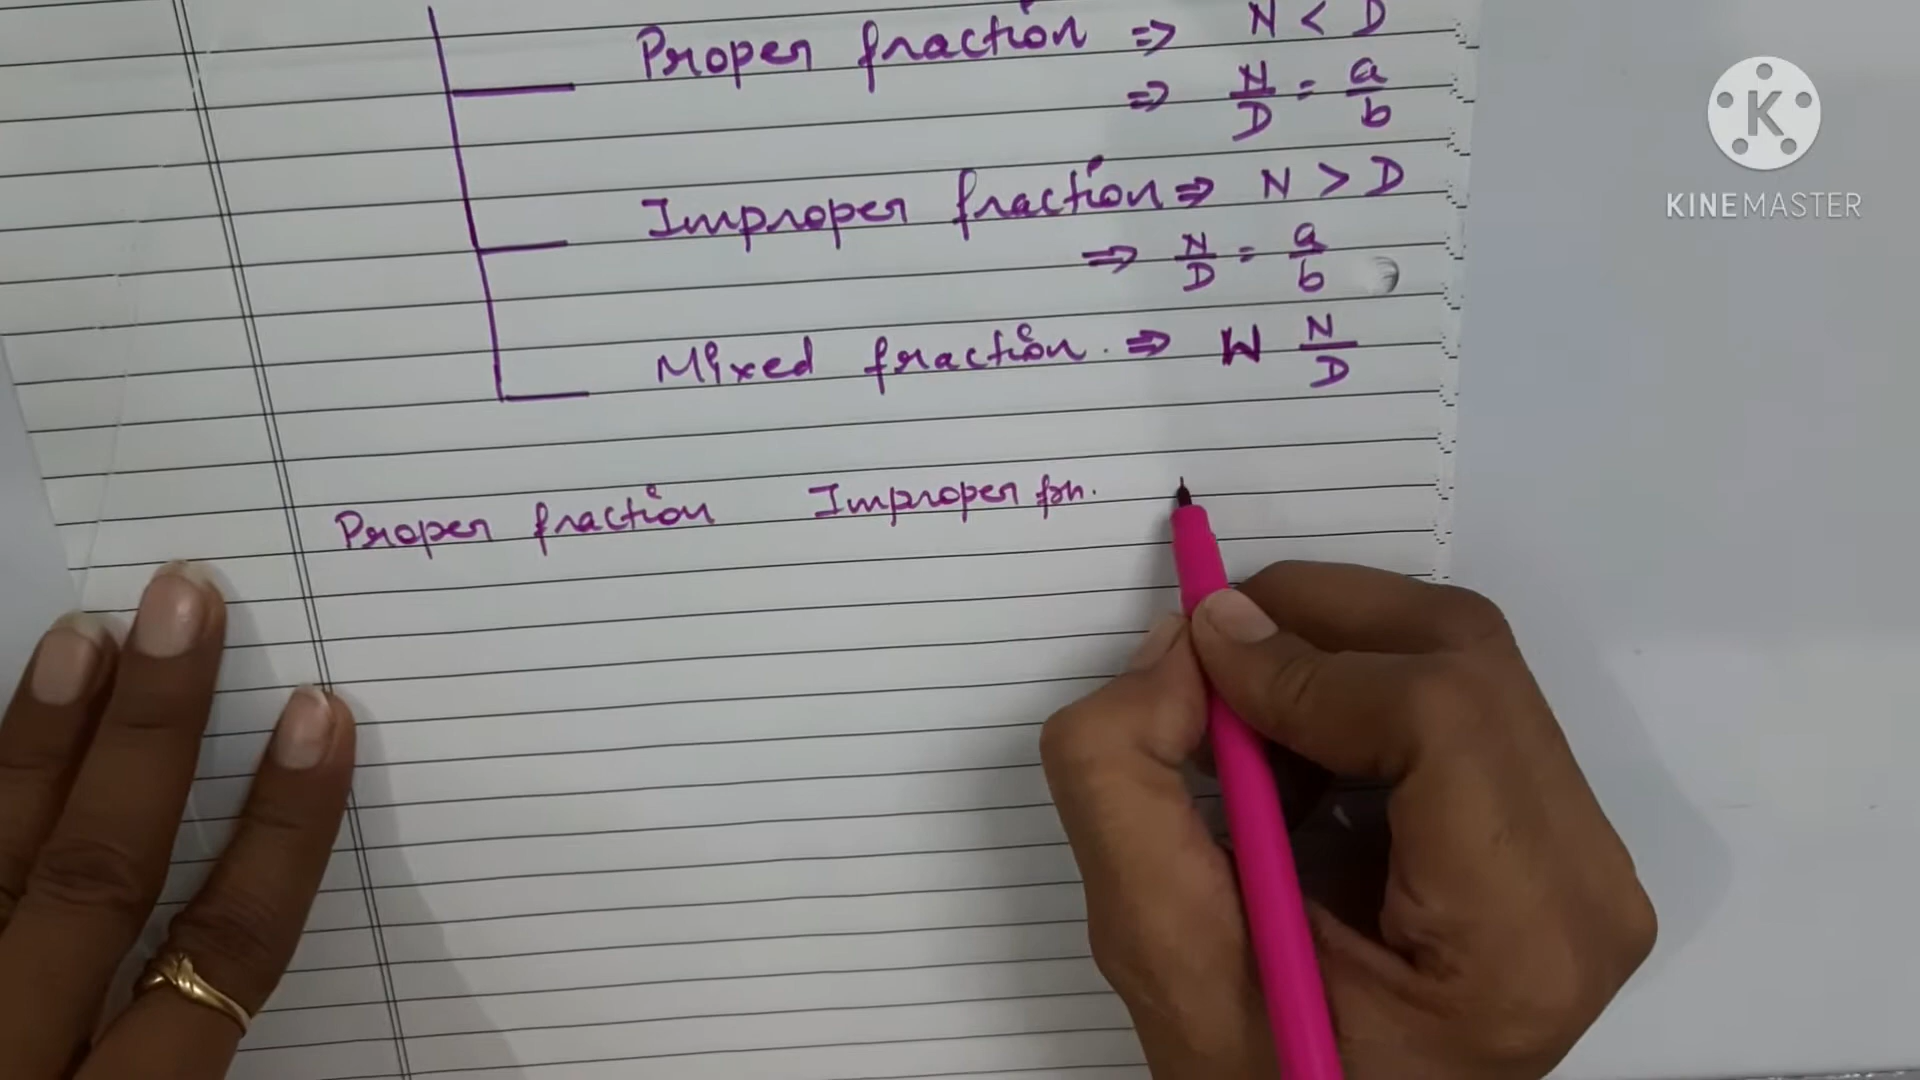 Proper fraction ⇒ N < D
⇒ N/D = a/b
Improper fraction ⇒ N > D
⇒ N/D = a/b
Mixed fraction. ⇒ W N/D
Proper fraction Improper frn.
K
KINEMASTER